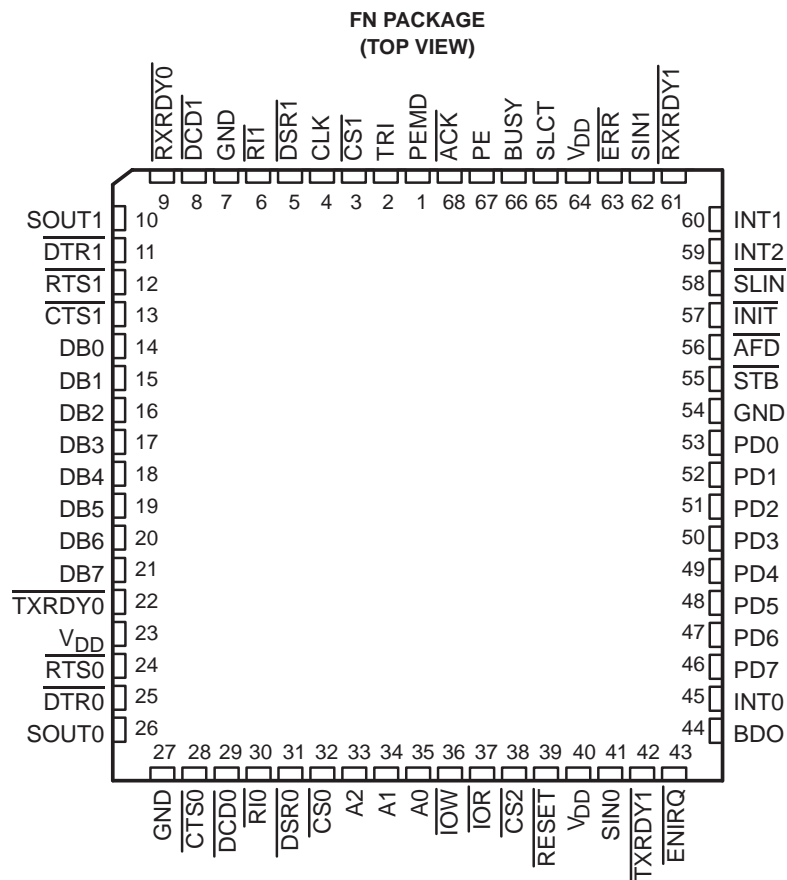 FN PACKAGE
(TOP VIEW)
RXRDY0 DCD1 GND RI1 DSR1 CLK CS1 TRI PEMD ACK PE BUSY SLCT VDD ERR SIN1 RXRDY1
9 8 7 6 5 4 3 2 1 68 67 66 65 64 63 62 61
SOUT1 10 60 INT1
DTR1 11 59 INT2
RTS1 12 58 SLIN
CTS1 13 57 INIT
DB0 14 56 AFD
DB1 15 55 STB
DB2 16 54 GND
DB3 17 53 PD0
DB4 18 52 PD1
DB5 19 51 PD2
DB6 20 50 PD3
DB7 21 49 PD4
TXRDY0 22 48 PD5
VDD 23 47 PD6
RTS0 24 46 PD7
DTR0 25 45 INT0
SOUT0 26 44 BDO
27 28 29 30 31 32 33 34 35 36 37 38 39 40 41 42 43
GND CTS0 DCD0 RI0 DSR0 CS0 A2 A1 A0 IOW IOR CS2 RESET VDD SIN0 TXRDY1 ENIRQ